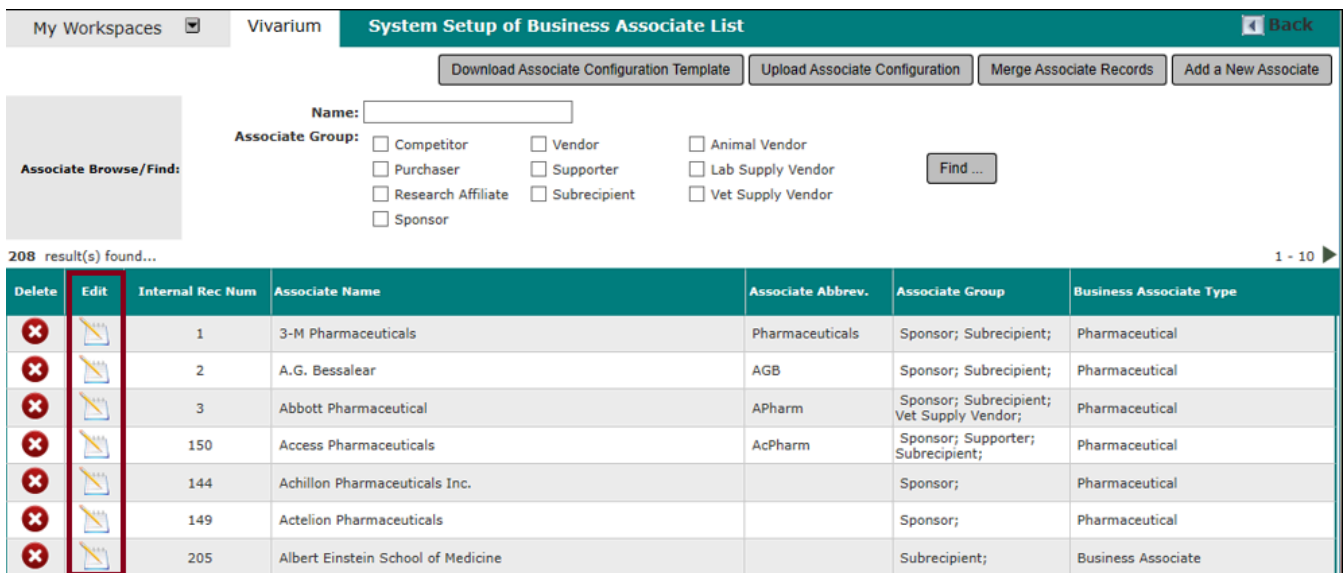 My Workspaces Vivarium System Setup of Business Associate List Back
Download Associate Configuration Template Upload Associate Configuration Merge Associate Records Add a New Associate
Name:
Associate Group: Competitor Vendor Animal Vendor
Associate Browse/Find: Purchaser Supporter Lab Supply Vendor Find ...
Research Affiliate Subrecipient Vet Supply Vendor
Sponsor
208 result(s) found... 1 - 10
Delete Edit Internal Rec Num Associate Name Associate Abbrev. Associate Group Business Associate Type
1 3-M Pharmaceuticals Pharmaceuticals Sponsor; Subrecipient; Pharmaceutical
2 A.G. Bessalear AGB Sponsor; Subrecipient; Pharmaceutical
3 Abbott Pharmaceutical APharm Sponsor; Subrecipient; Vet Supply Vendor; Pharmaceutical
150 Access Pharmaceuticals AcPharm Sponsor; Supporter; Subrecipient; Pharmaceutical
144 Achillon Pharmaceuticals Inc. Sponsor; Pharmaceutical
149 Actelion Pharmaceuticals Sponsor; Pharmaceutical
205 Albert Einstein School of Medicine Subrecipient; Business Associate